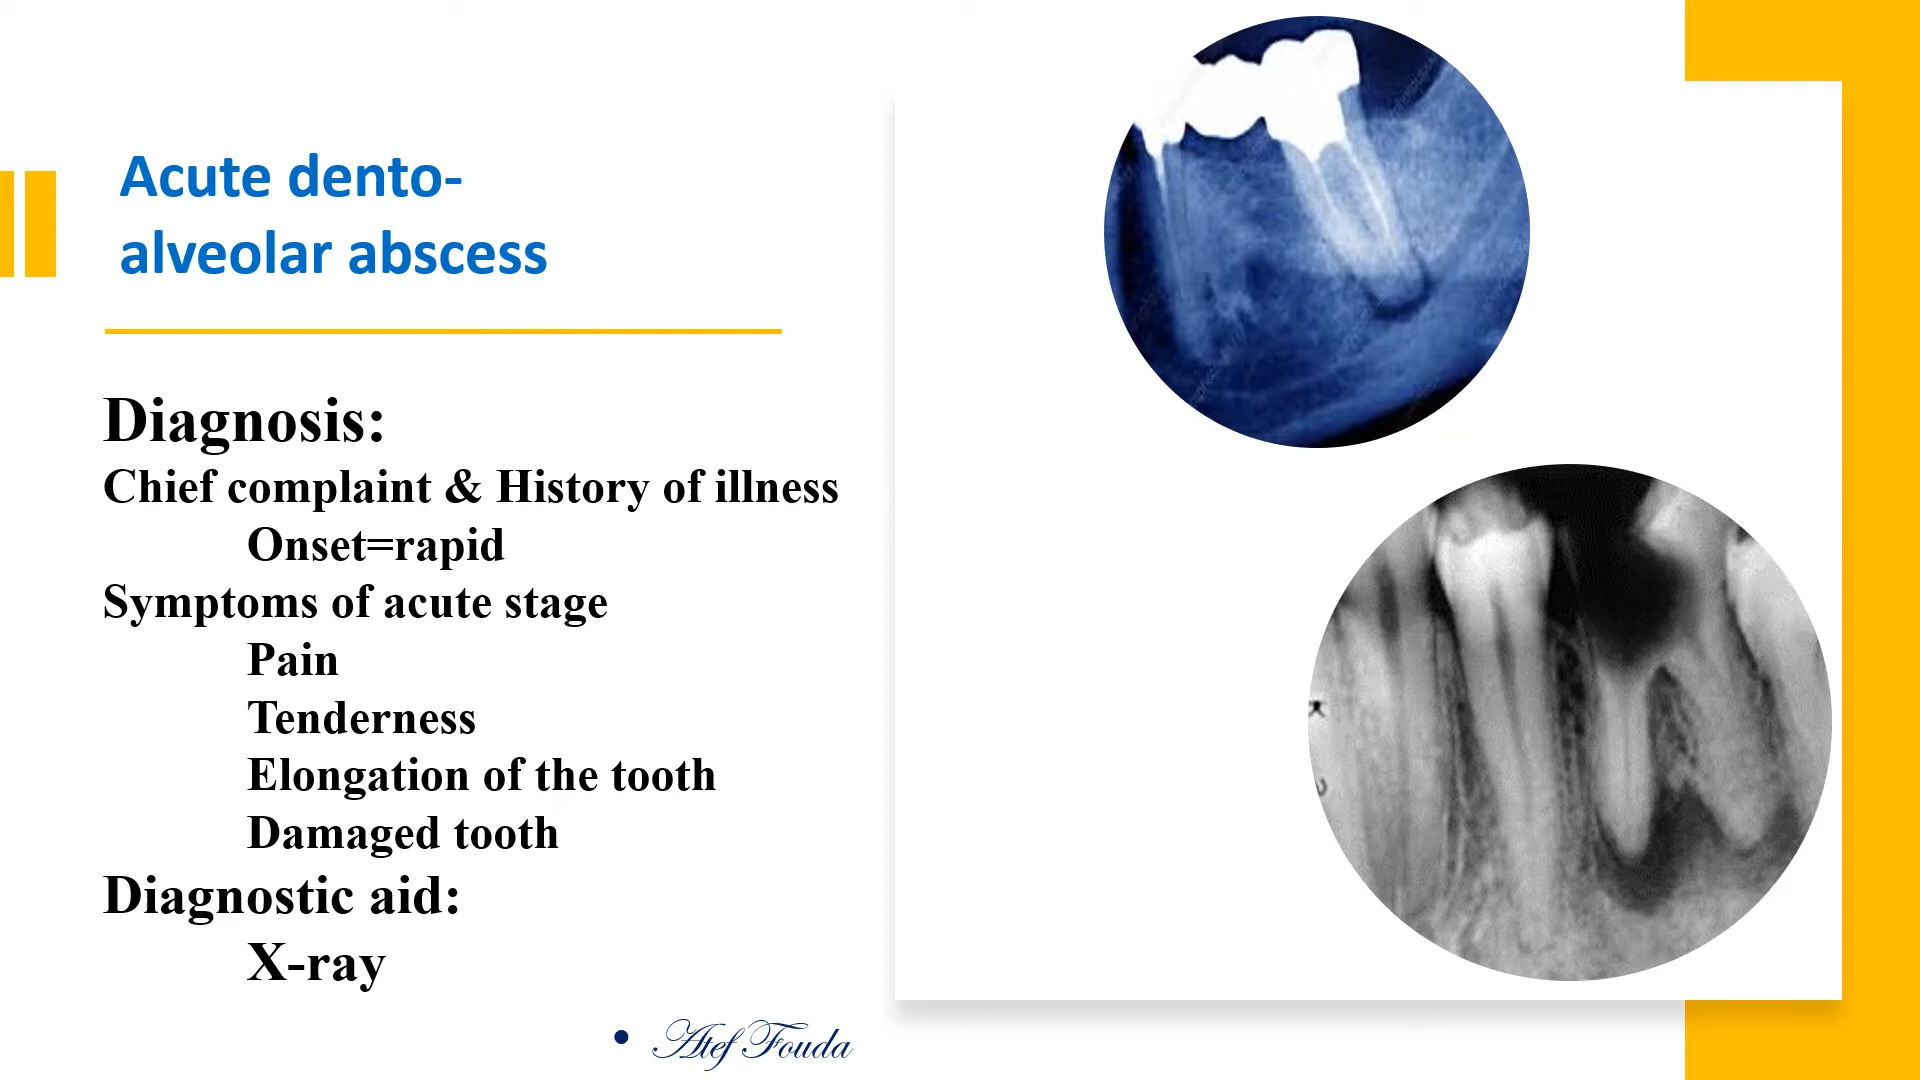 Acute dento-
alveolar abscess
Diagnosis:
Chief complaint & History of illness
Onset=rapid
Symptoms of acute stage
Pain
Tenderness
Elongation of the tooth
Damaged tooth
Diagnostic aid:
X-ray
• Atef Fouda